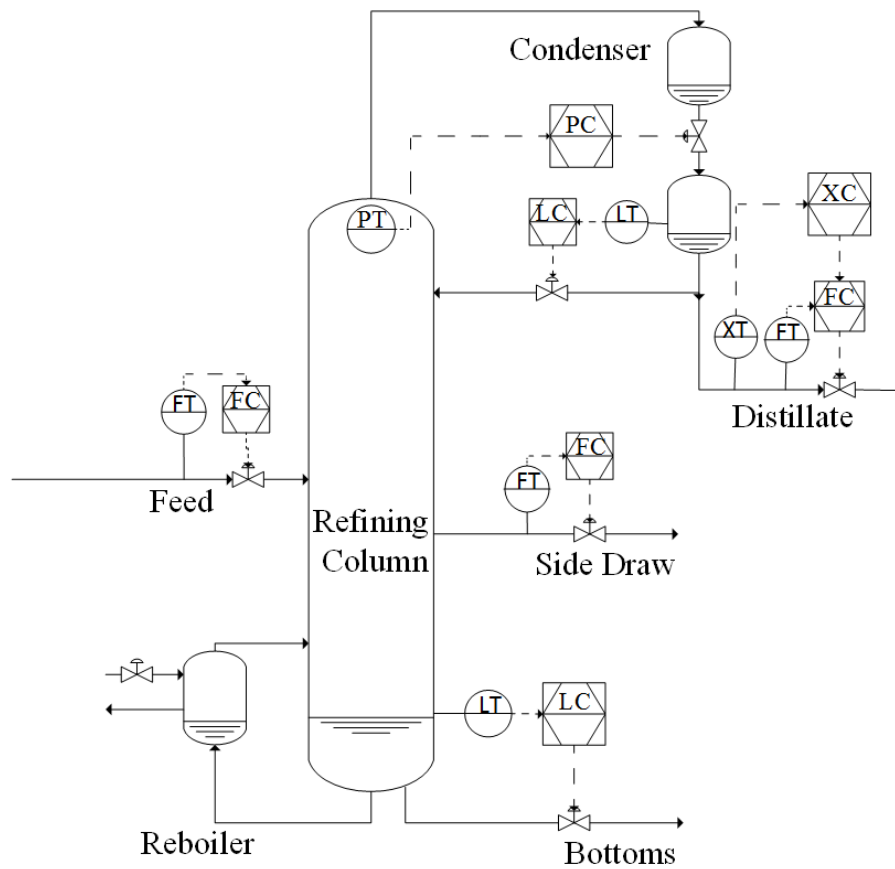 Condenser
PC
XC
LC
LT
PT
FC
XT
FT
Distillate
FT
FC
FC
Feed
FT
Refining
Column
Side Draw
LT
LC
Reboiler
Bottoms